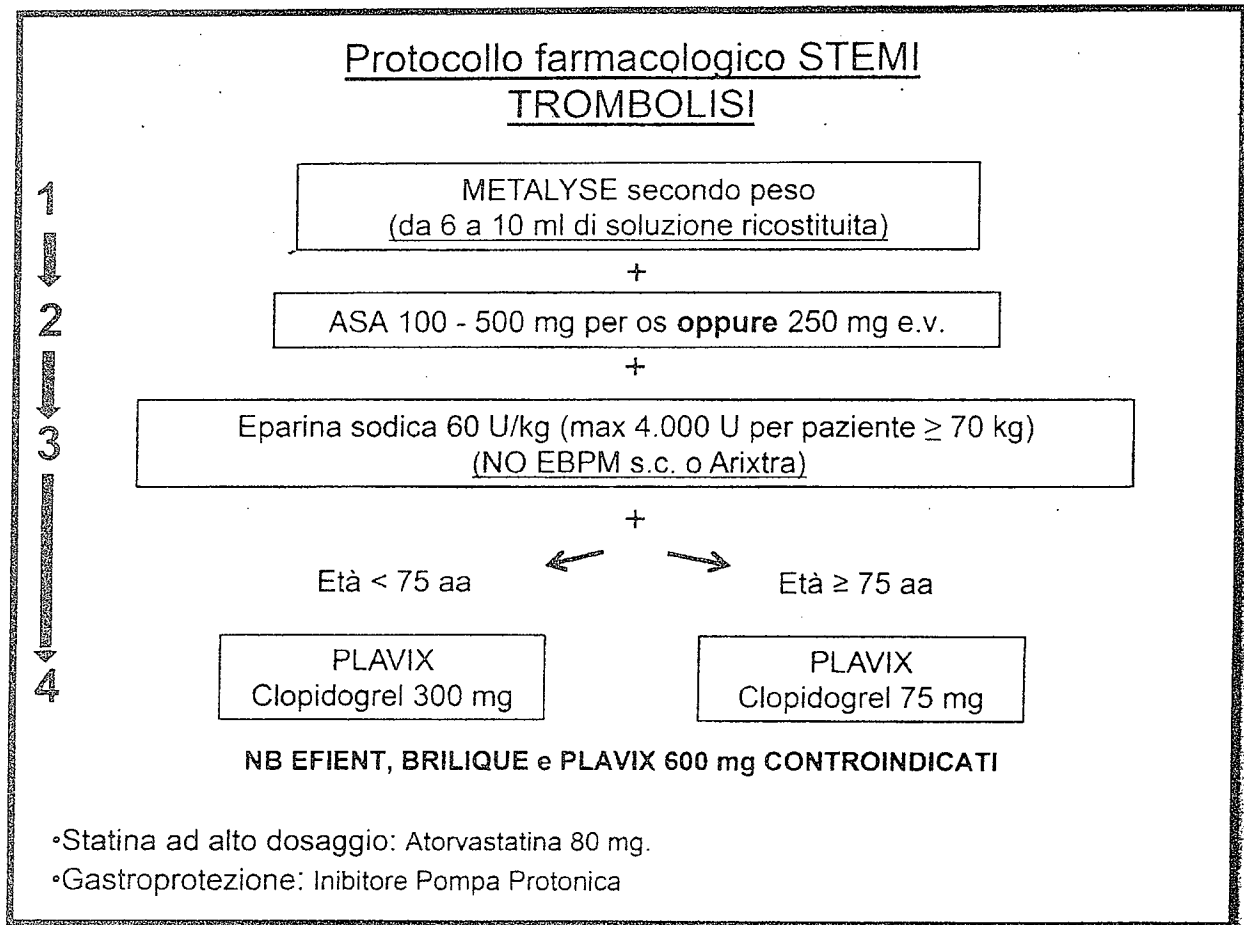 Protocollo farmacologico STEMI
TROMBOLISI
1
METALYSE secondo peso
(da 6 a 10 ml di soluzione ricostituita)
+
2
ASA 100 - 500 mg per os oppure 250 mg e.v.
+
3
Eparina sodica 60 U/kg (max 4.000 U per paziente ≥ 70 kg)
(NO EBPM s.c. o Arixtra)
+
Età < 75 aa
Età ≥ 75 aa
4
PLAVIX
Clopidogrel 300 mg
PLAVIX
Clopidogrel 75 mg
NB EFIENT, BRILIQUE e PLAVIX 600 mg CONTROINDICATI
•Statina ad alto dosaggio: Atorvastatina 80 mg.
•Gastroprotezione: Inibitore Pompa Protonica